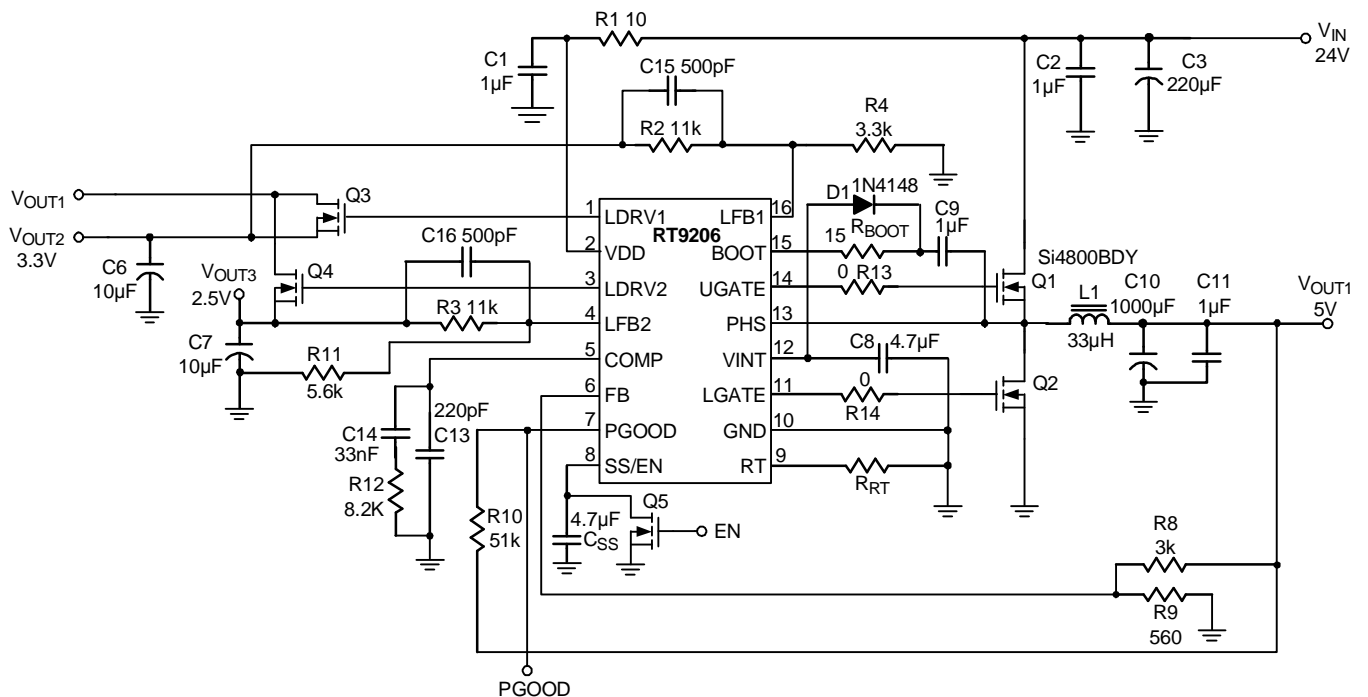 R1 10
VIN
24V
C1
1µF
C2
1µF
C3
220µF
C15 500pF
R2 11k
R4
3.3k
VOUT1
Q3
VOUT2
3.3V
C6
10µF
C16 500pF
VOUT3
2.5V
Q4
R3 11k
C7
10µF
R11
5.6k
RT9206
1 LDRV1
2 VDD
3 LDRV2
4 LFB2
5 COMP
6 FB
7 PGOOD
8 SS/EN
LFB1 16
BOOT 15
UGATE 14
PHS 13
VINT 12
LGATE 11
GND 10
RT 9
D1 1N4148
15 RBOOT
C9
1µF
0 R13
Si4800BDY
Q1
L1
33µH
C10
1000µF
C11
1µF
VOUT1
5V
C8 4.7µF
0
R14
Q2
RRT
220pF
C14
33nF
C13
R12
8.2K
R10
51k
4.7µF
CSS
Q5
EN
R8
3k
R9
560
PGOOD